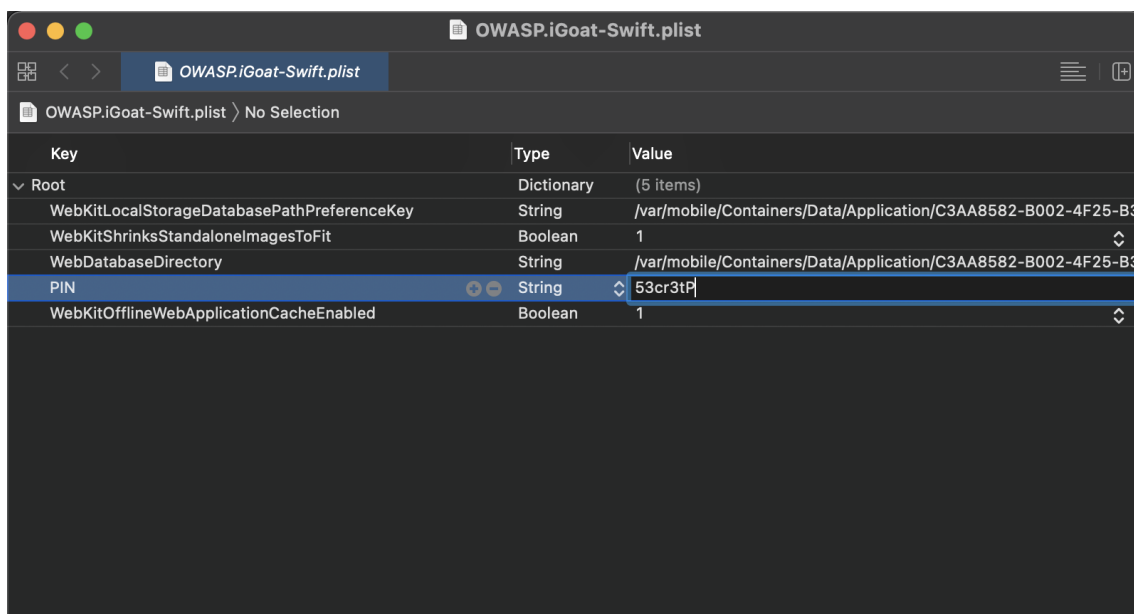 OWASP.iGoat-Swift.plist
OWASP.iGoat-Swift.plist
OWASP.iGoat-Swift.plist 〉 No Selection
Key Type Value
Root Dictionary (5 items)
WebKitLocalStorageDatabasePathPreferenceKey String /var/mobile/Containers/Data/Application/C3AA8582-B002-4F25-B3
WebKitShrinksStandaloneImagesToFit Boolean 1
WebDatabaseDirectory String /var/mobile/Containers/Data/Application/C3AA8582-B002-4F25-B3
PIN String 53cr3tP
WebKitOfflineWebApplicationCacheEnabled Boolean 1